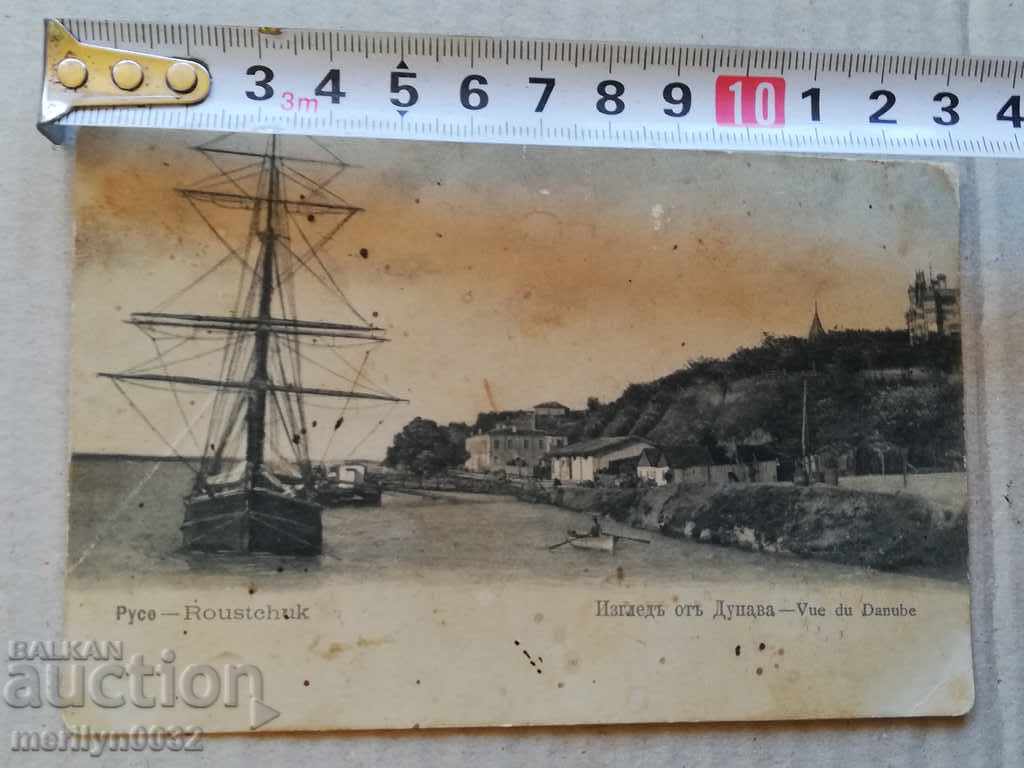 3 4 5 6 7 8 9 10 1 2 3 4
3m
Русе — Roustchuk
Изгледъ отъ Дунава — Vue du Danube
BALKAN
auction
merilyn0032